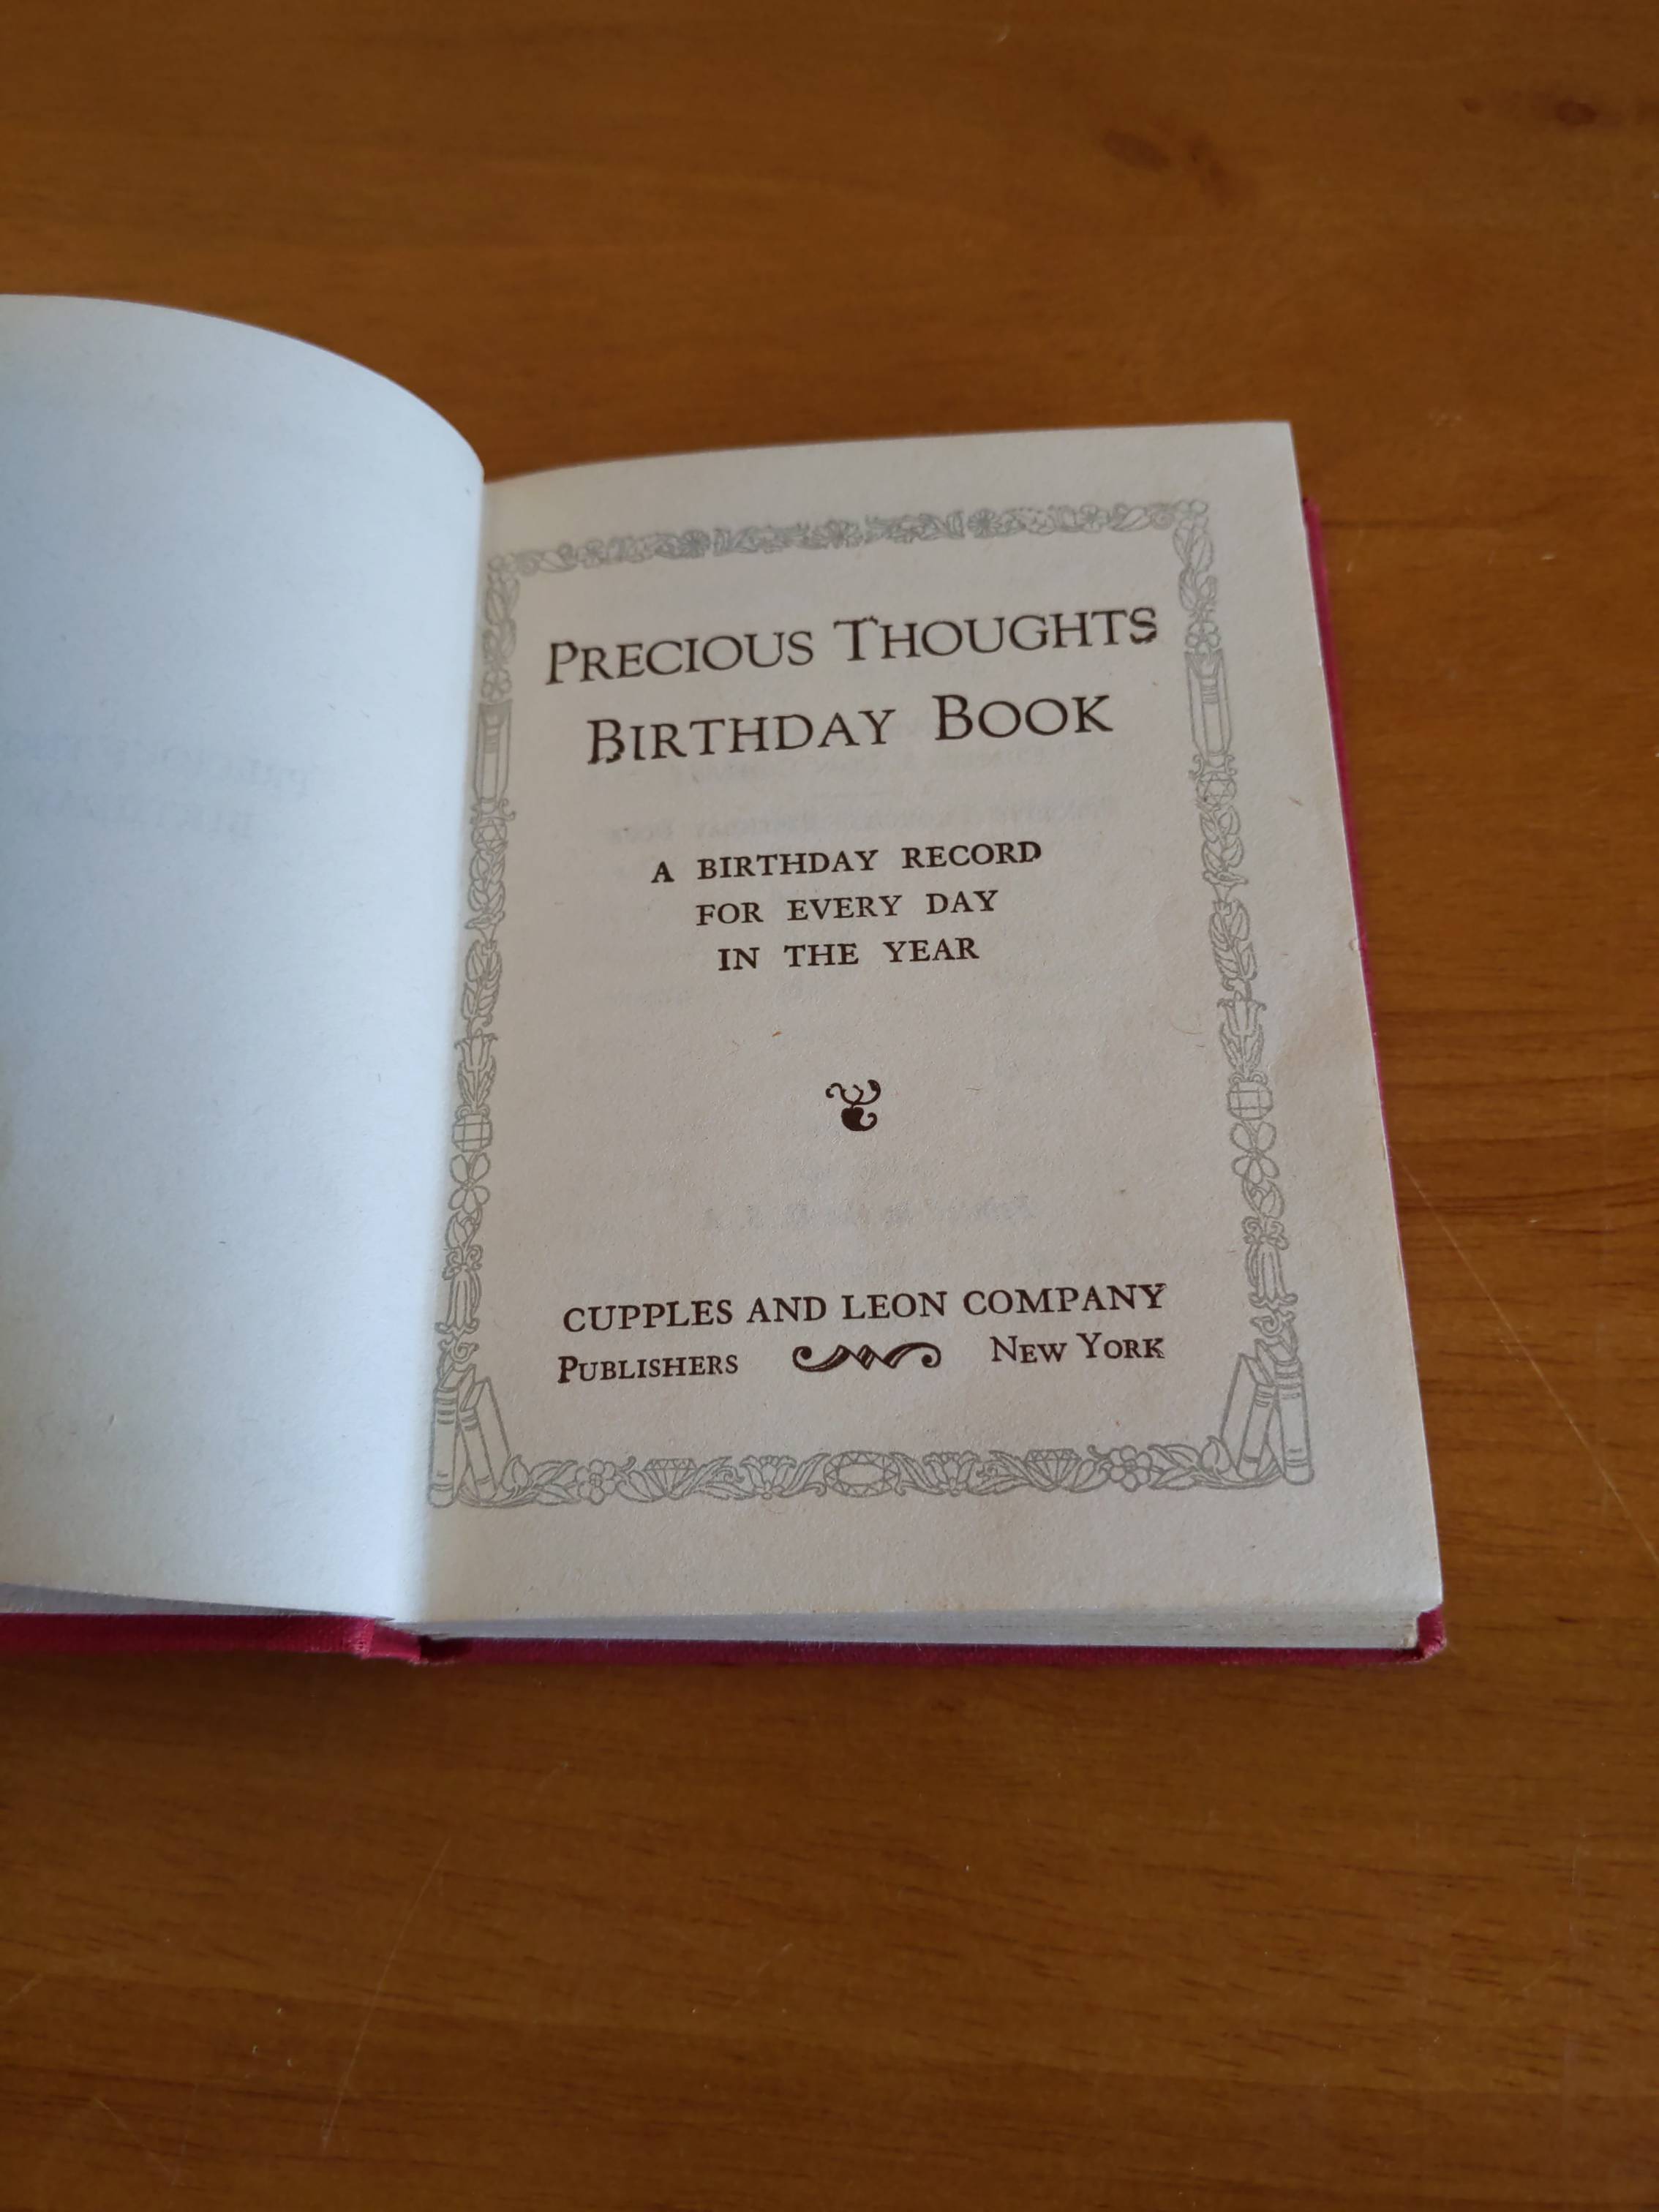 PRECIOUS THOUGHTS
BIRTHDAY BOOK
A BIRTHDAY RECORD
FOR EVERY DAY
IN THE YEAR
CUPPLES AND LEON COMPANY
PUBLISHERS NEW YORK